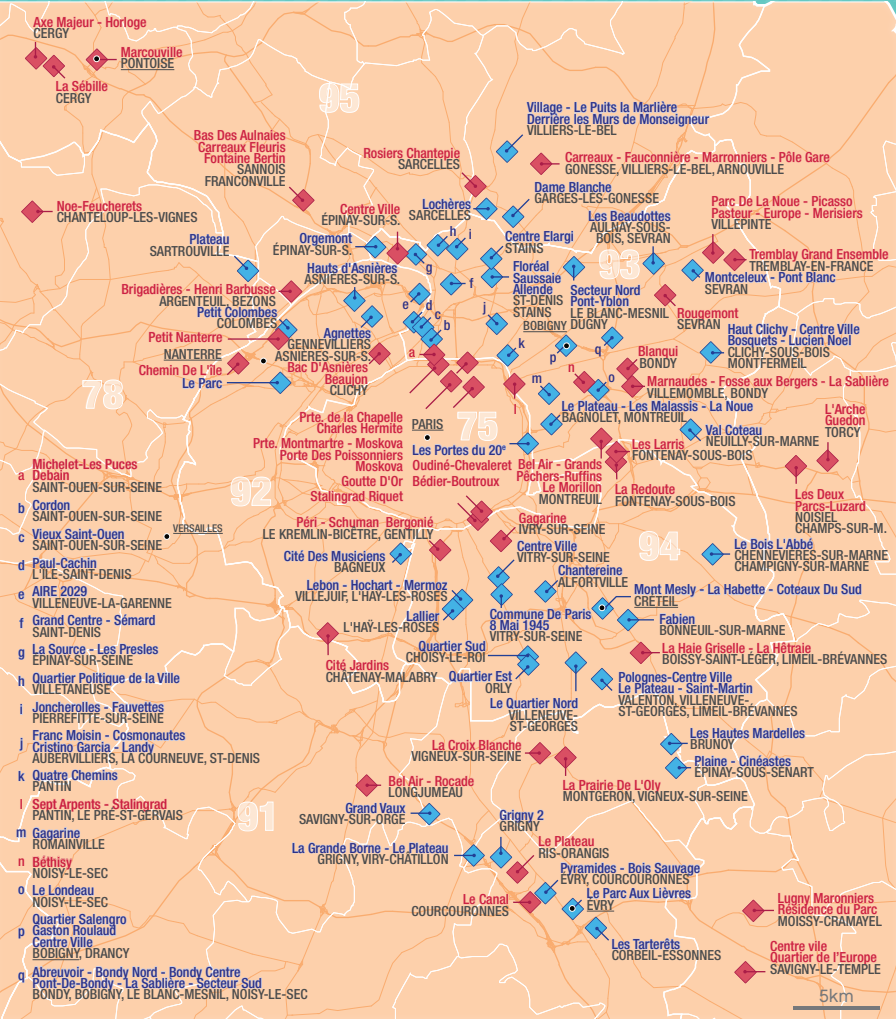 Axe Majeur - Horloge
CERGY
Marcouville
PONTOISE
La Sébille
CERGY
95
Village - Le Puits la Marlière
Derrière les Murs de Monseigneur
VILLIERS-LE-BEL
Bas Des Aulnaies
Carreaux Fleuris
Fontaine Bertin
SANNOIS
FRANCONVILLE
Rosiers Chantepie
SARCELLES
Carreaux - Fauconnière - Marronniers - Pôle Gare
GONESSE, VILLIERS-LE-BEL, ARNOUVILLE
Noe-Feucherets
CHANTELOUP-LES-VIGNES
Centre Ville
ÉPINAY-SUR-S.
Lochères
SARCELLES
Dame Blanche
GARGES-LES-GONESSE
Les Beaudottes
AULNAY-SOUS-
BOIS, SEVRAN
Parc De La Noue - Picasso
Pasteur - Europe - Merisiers
VILLEPINTE
Plateau
SARTROUVILLE
Orgemont
ÉPINAY-SUR-S.
h
i
g
Centre Elargi
STAINS
93
Tremblay Grand Ensemble
TREMBLAY-EN-FRANCE
Hauts d'Asnières
ASNIÈRES-SUR-S.
f
Floréal
Saussaie
Allende
ST-DENIS
STAINS
Secteur Nord
Pont-Yblon
LE BLANC-MESNIL
DUGNY
Montceleux - Pont Blanc
SEVRAN
Brigadières - Henri Barbusse
ARGENTEUIL, BEZONS
e
d
c
b
j
Rougemont
SEVRAN
Petit Colombes
COLOMBES
Agnettes
GENNEVILLIERS
ASNIÈRES-SUR-S.
BOBIGNY
Haut Clichy - Centre Ville
Bosquets - Lucien Noel
CLICHY-SOUS-BOIS
MONTFERMEIL
Petit Nanterre
NANTERRE
Chemin De L'île
Le Parc
a
k
p
q
Blanqui
BONDY
Bac D'Asnières
Beaujon
CLICHY
n
o
m
l
Marnaudes - Fosse aux Bergers - La Sablière
VILLEMOMBLE, BONDY
78
75
Prte. de la Chapelle
Charles Hermite
PARIS
Le Plateau - Les Malassis - La Noue
BAGNOLET, MONTREUIL
Val Coteau
NEUILLY-SUR-MARNE
L'Arche
Guedon
TORCY
Prte. Montmartre - Moskova
Porte Des Poissonniers
Moskova
Goutte D'Or
Stalingrad Riquet
Les Portes du 20e
Oudiné-Chevaleret
Bédier-Boutroux
Bel Air - Grands
Pêchers-Ruffins
Le Morillon
MONTREUIL
Les Larris
FONTENAY-SOUS-BOIS
La Redoute
FONTENAY-SOUS-BOIS
Les Deux
Parcs-Luzard
NOISIEL
CHAMPS-SUR-M.
92
VERSAILLES
Péri - Schuman Bergonié
LE KREMLIN-BICÊTRE, GENTILLY
Gagarine
IVRY-SUR-SEINE
94
Cité Des Musiciens
BAGNEUX
Centre Ville
VITRY-SUR-SEINE
Le Bois L'Abbé
CHENNEVIÈRES-SUR-MARNE
CHAMPIGNY-SUR-MARNE
Lebon - Hochart - Mermoz
VILLEJUIF, L'HAY-LES-ROSES
Chantereine
ALFORTVILLE
Mont Mesly - La Habette - Coteaux Du Sud
CRÉTEIL
Lallier
L'HAŸ-LES-ROSES
Commune De Paris
8 Mai 1945
VITRY-SUR-SEINE
Fabien
BONNEUIL-SUR-MARNE
Cité Jardins
CHÂTENAY-MALABRY
Quartier Sud
CHOISY-LE-ROI
La Haie Griselle - La Hêtraie
BOISSY-SAINT-LÉGER, LIMEIL-BRÉVANNES
Quartier Est
ORLY
Polognes-Centre Ville
Le Plateau - Saint-Martin
VALENTON, VILLENEUVE-
ST-GEORGES, LIMEIL-BRÉVANNES
Le Quartier Nord
VILLENEUVE-
ST-GEORGES
La Croix Blanche
VIGNEUX-SUR-SEINE
Les Hautes Mardelles
BRUNOY
Plaine - Cinéastes
ÉPINAY-SOUS-SÉNART
La Prairie De L'Oly
MONTGERON, VIGNEUX-SUR-SEINE
Bel Air - Rocade
LONGJUMEAU
91
Grand Vaux
SAVIGNY-SUR-ORGE
Grigny 2
GRIGNY
La Grande Borne - Le Plateau
GRIGNY, VIRY-CHÂTILLON
Le Plateau
RIS-ORANGIS
Pyramides - Bois Sauvage
ÉVRY, COURCOURONNES
Le Canal
COURCOURONNES
Le Parc Aux Lièvres
ÉVRY
Les Tarterêts
CORBEIL-ESSONNES
Lugny Maronniers
Résidence du Parc
MOISSY-CRAMAYEL
Centre vile
Quartier de l'Europe
SAVIGNY-LE-TEMPLE
5km
a Michelet-Les Puces
Debain
SAINT-OUEN-SUR-SEINE
b Cordon
SAINT-OUEN-SUR-SEINE
c Vieux Saint-Ouen
SAINT-OUEN-SUR-SEINE
d Paul-Cachin
L'ILE-SAINT-DENIS
e AIRE 2029
VILLENEUVE-LA-GARENNE
f Grand Centre - Sémard
SAINT-DENIS
g La Source - Les Presles
EPINAY-SUR-SEINE
h Quartier Politique de la Ville
VILLETANEUSE
i Joncherolles - Fauvettes
PIERREFITTE-SUR-SEINE
j Franc Moisin - Cosmonautes
Cristino Garcia - Landy
AUBERVILLIERS, LA COURNEUVE, ST-DENIS
k Quatre Chemins
PANTIN
l Sept Arpents - Stalingrad
PANTIN, LE PRÉ-ST-GERVAIS
m Gagarine
ROMAINVILLE
n Béthisy
NOISY-LE-SEC
o Le Londeau
NOISY-LE-SEC
p Quartier Salengro
Gaston Roulaud
Centre Ville
BOBIGNY, DRANCY
q Abreuvoir - Bondy Nord - Bondy Centre
Pont-De-Bondy - La Sablière - Secteur Sud
BONDY, BOBIGNY, LE BLANC-MESNIL, NOISY-LE-SEC